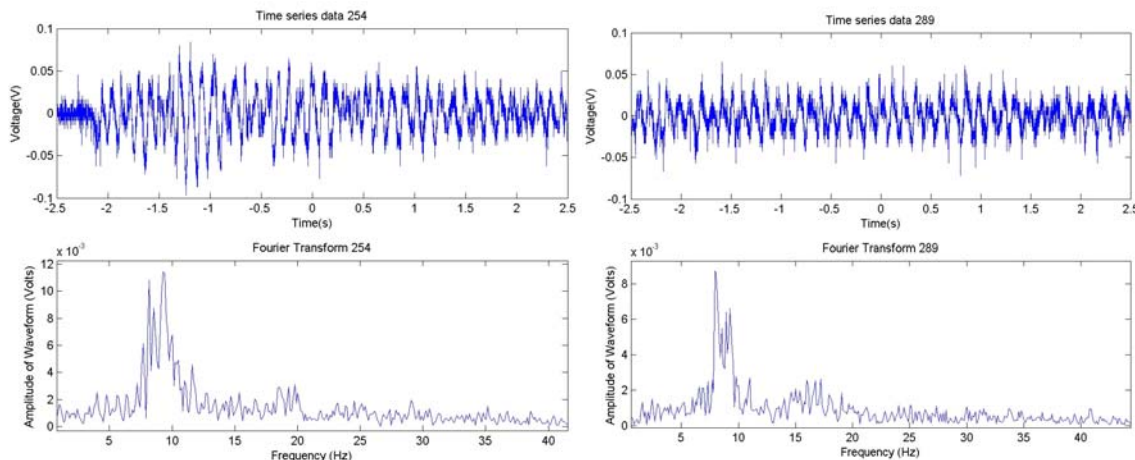 Time series data 254
0.1
0.05
0
-0.05
-0.1
Voltage(V)
-2.5 -2 -1.5 -1 -0.5 0 0.5 1 1.5 2 2.5
Time(s)
Time series data 289
0.1
0.05
0
-0.05
-0.1
Voltage(V)
-2.5 -2 -1.5 -1 -0.5 0 0.5 1 1.5 2 2.5
Time(s)
Fourier Transform 254
x 10-3
12
10
8
6
4
2
0
Amplitude of Waveform (Volts)
5 10 15 20 25 30 35 40
Frequency (Hz)
Fourier Transform 289
x 10-3
8
6
4
2
0
Amplitude of Waveform (Volts)
5 10 15 20 25 30 35 40
Frequency (Hz)